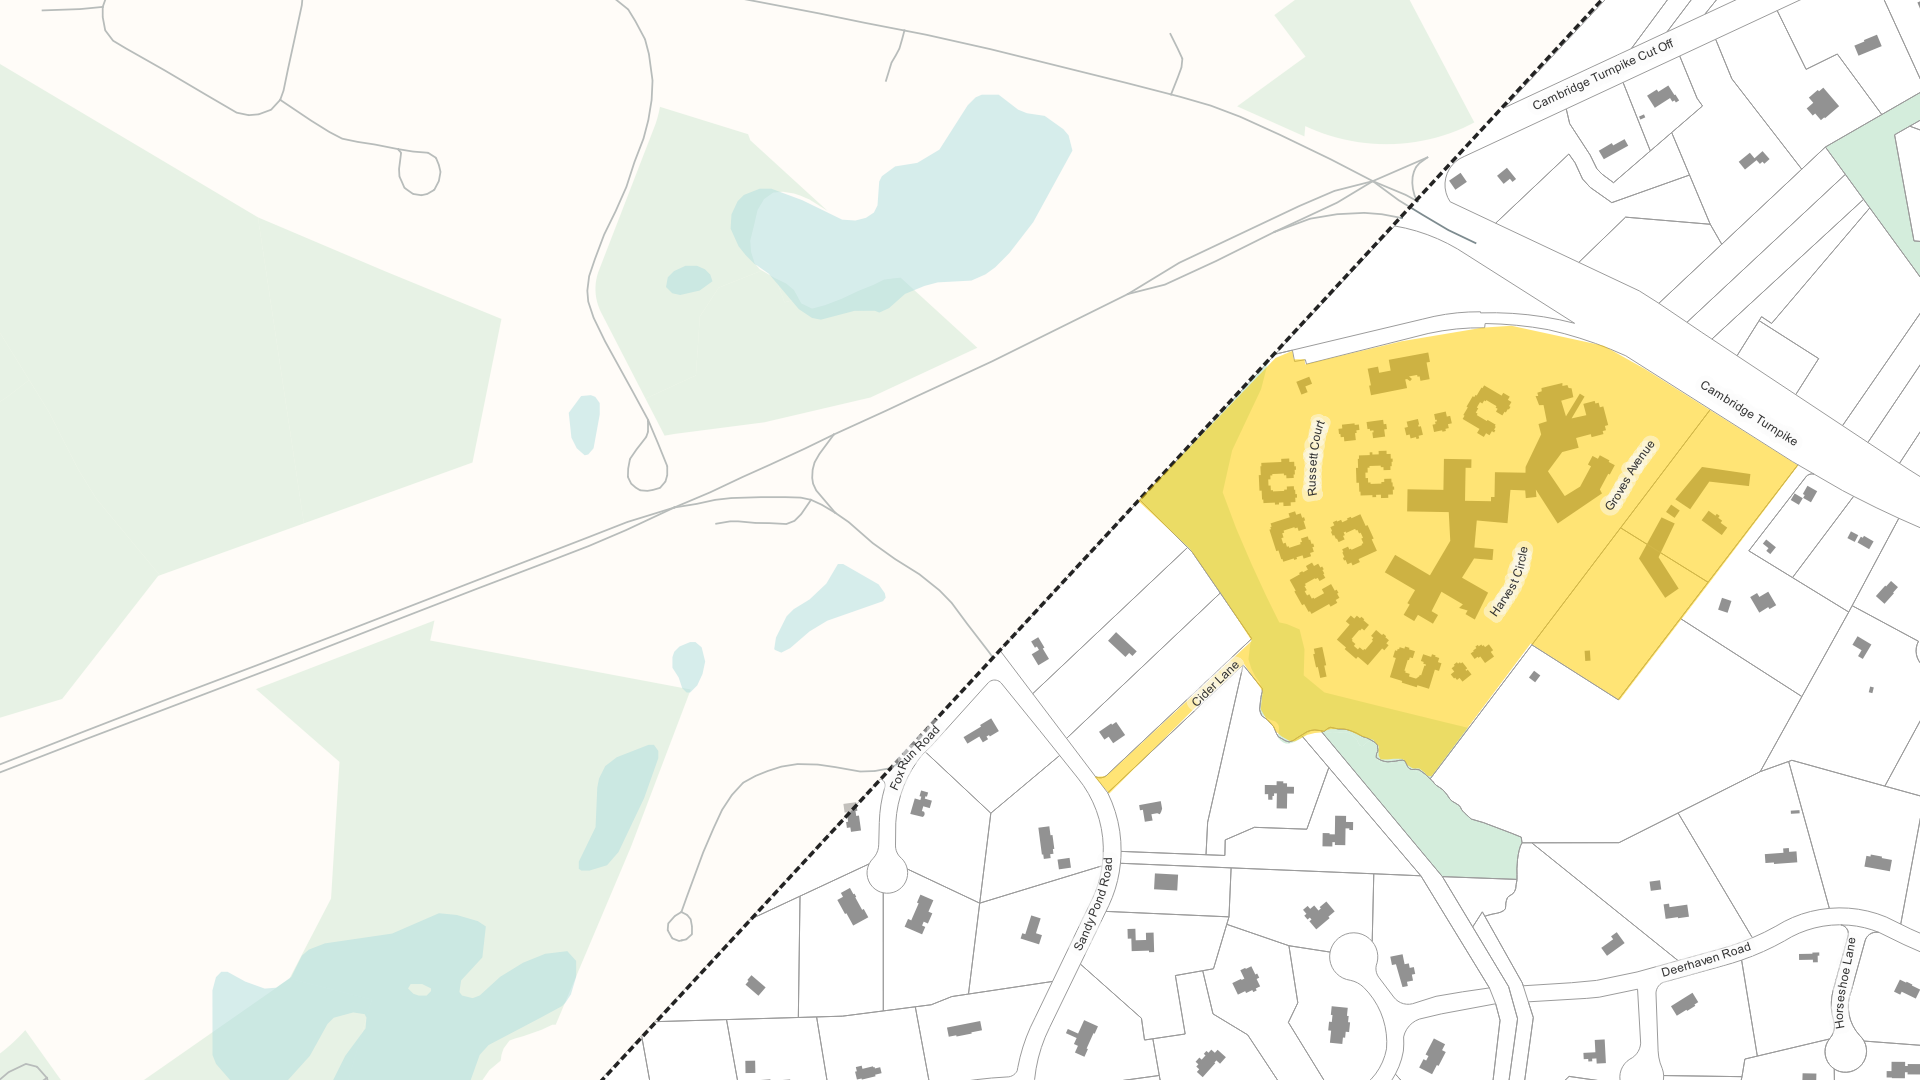 Cambridge Turnpike Cut Off
Cambridge Turnpike
Russett Court
Groves Avenue
Harvest Circle
Cider Lane
Fox Run Road
Sandy Pond Road
Deerhaven Road
Horseshoe Lane